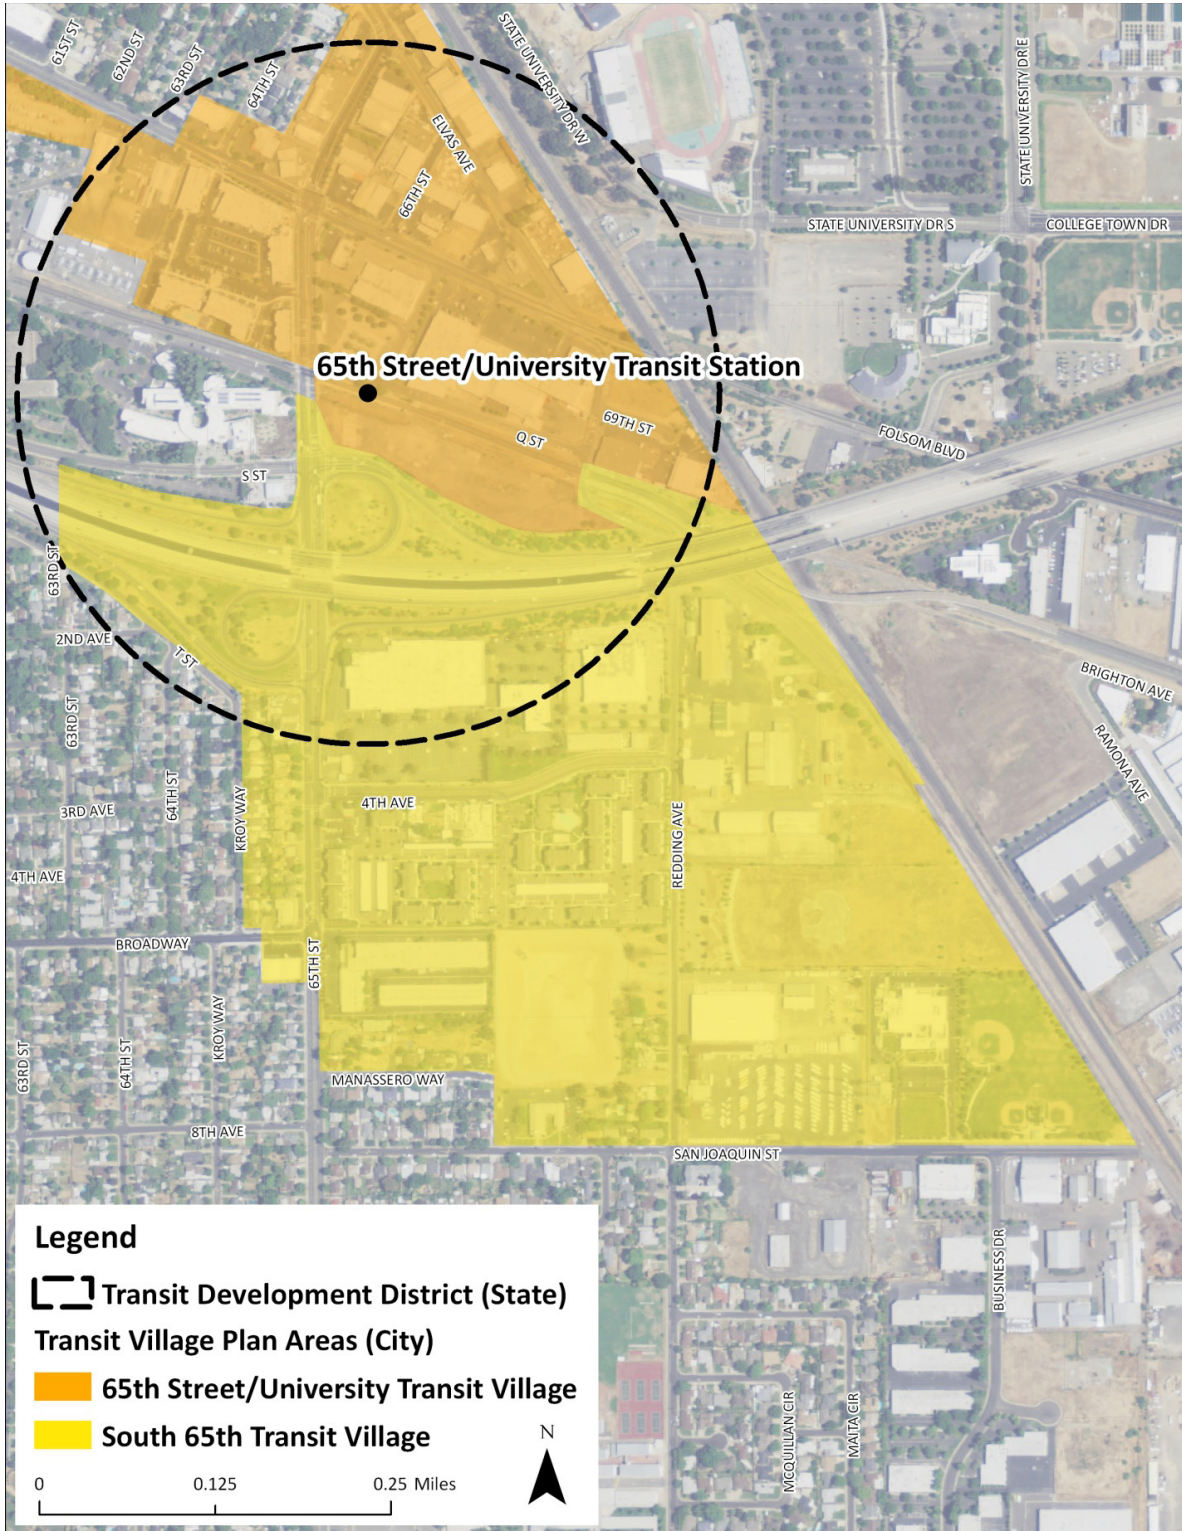 61ST ST
62ND ST
63RD ST
64TH ST
STATE UNIVERSITY DR W
STATE UNIVERSITY DR E
ELVAS AVE
66TH ST
STATE UNIVERSITY DR S
COLLEGE TOWN DR
65th Street/University Transit Station
69TH ST
Q ST
FOLSOM BLVD
S ST
63RD ST
2ND AVE
T ST
BRIGHTON AVE
63RD ST
RAMONA AVE
64TH ST
3RD AVE
KROY WAY
4TH AVE
REDDING AVE
4TH AVE
BROADWAY
65TH ST
KROY WAY
63RD ST
64TH ST
MANASSERO WAY
8TH AVE
SAN JOAQUIN ST
BUSINESS DR
MCQUILLAN CIR
MAITA CIR
Legend
Transit Development District (State)
Transit Village Plan Areas (City)
65th Street/University Transit Village
South 65th Transit Village
N
0 0.125 0.25 Miles